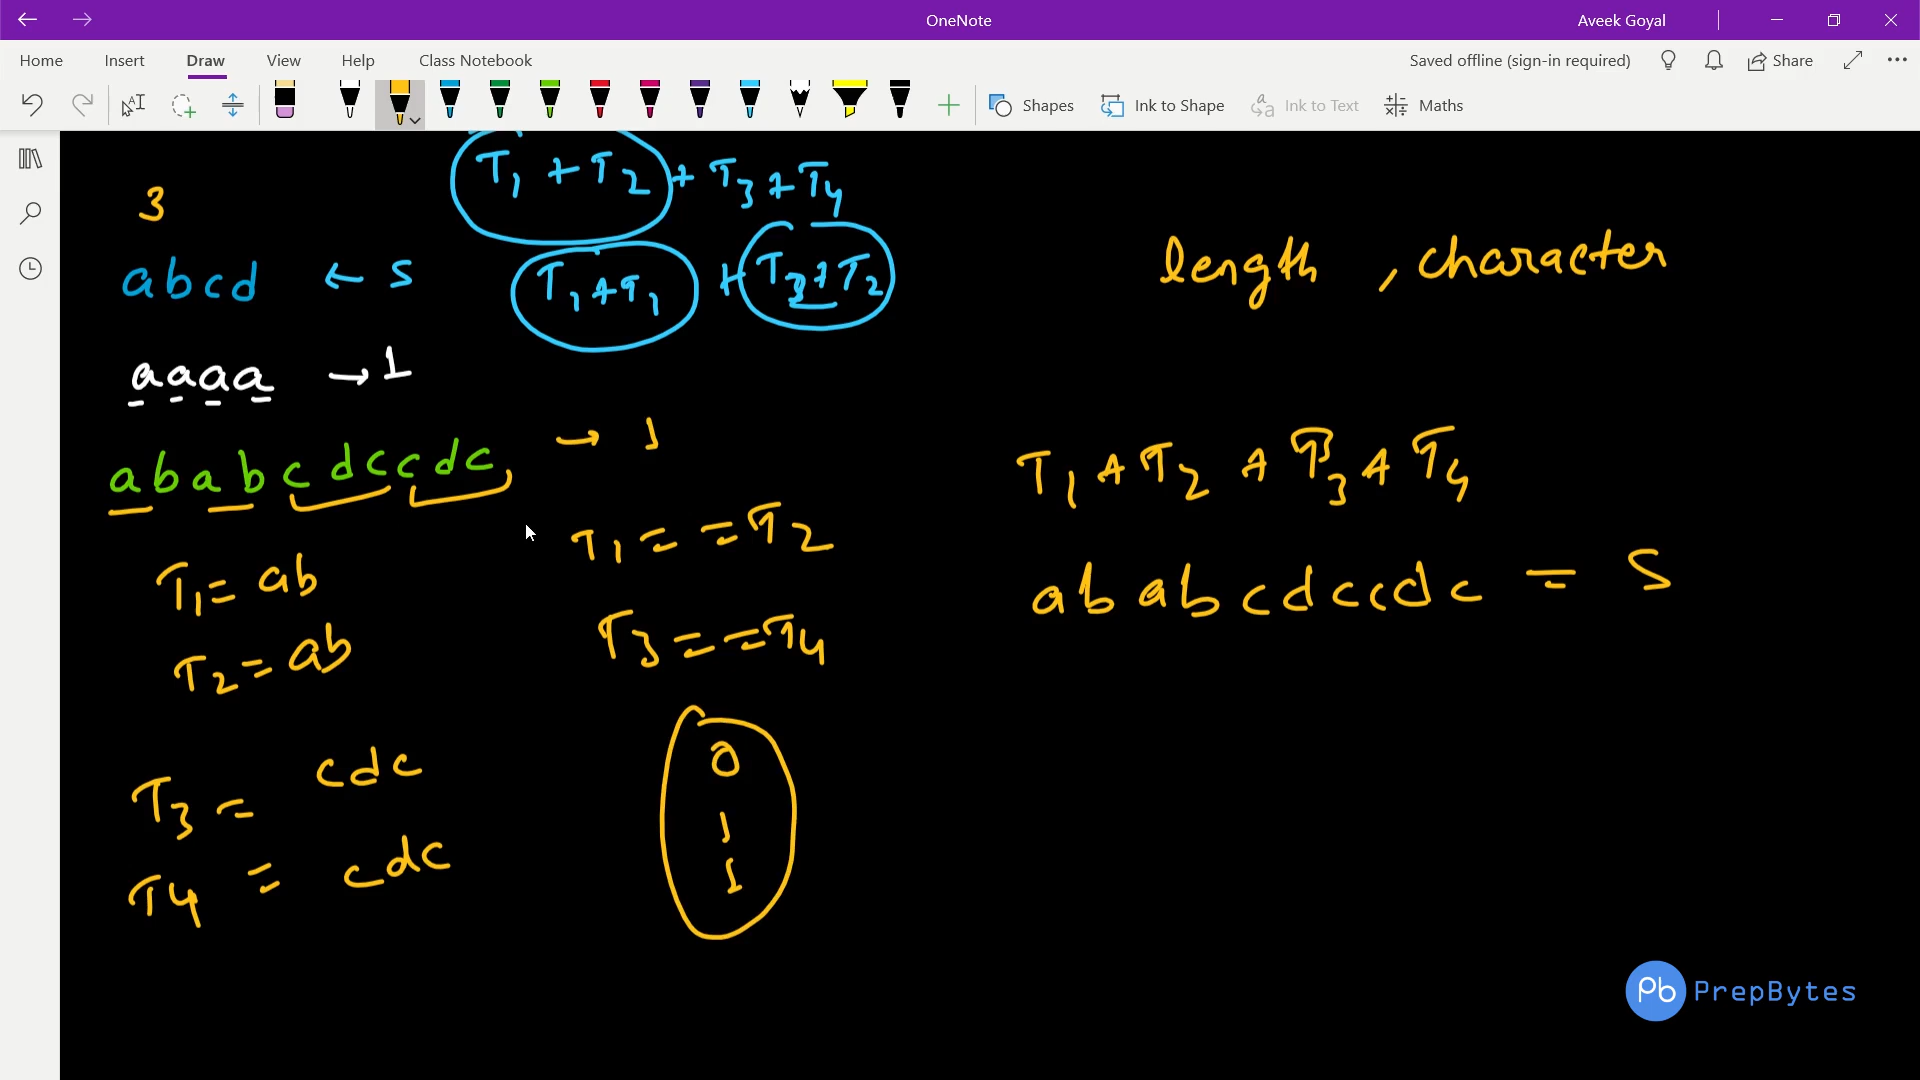 OneNote
Aveek Goyal
Home Insert Draw View Help Class Notebook
Saved offline (sign-in required) Share
Shapes Ink to Shape Ink to Text Maths
3
T1 + T2 + T3 + T4
abcd ← s
T1 + T1 + T3 + T2
length, character
aaaa → 1
ababcdccdc → 1
T1 + T2 + T3 + T4
T1 = = T2
T1 = ab
ababcdccdc = S
T2 = ab
T3 = = T4
T3 = cdc
0
1
1
T4 = cdc
Pb PrepBytes